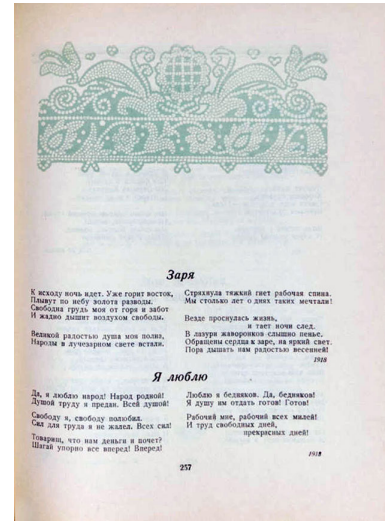 Заря
К исходу ночь идет. Уже горит восток,
Плывут по небу золота разводы.
Свободна грудь моя от горя и забот
И жадно дышит воздухом свободы.
Великой радостью душа моя полна,
Народы в лучезарном свете встали.
Стряхнула тяжкий гнет рабочая спина.
Мы столько лет о днях таких мечтали!
Везде проснулась жизнь,
и тает ночи след.
В лазури жаворонков слышно пенье.
Обращены сердца к заре, на яркий свет.
Пора дышать нам радостью весенней!
1918
Я люблю
Да, я люблю народ! Народ родной!
Душой труду я предан. Всей душой!
Свободу я, свободу полюбил.
Сил для труда я не жалел. Всех сил!
Товарищ, что нам деньги и почет?
Шагай упорно все вперед! Вперед!
Люблю я бедняков. Да, бедняков!
Я душу им отдать готов! Готов!
Рабочий мне, рабочий всех милей!
И труд свободных дней,
прекрасных дней!
1918
257